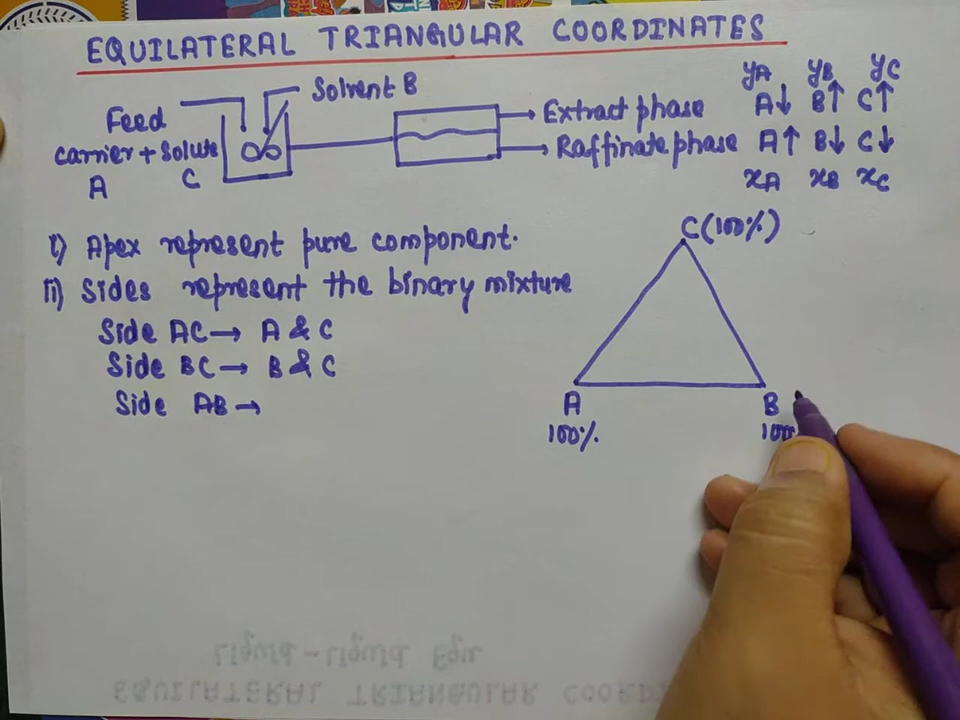 EQUILATERAL TRIANGULAR COORDINATES
Solvent B
Feed
Carrier + Solute
A C
Extract phase
Raffinate phase
yA yB yC
A↓ B↑ C↑
A↑ B↓ C↓
xA xB xC
i) Apex represent pure component.
ii) Sides represent the binary mixture
Side AC → A & C
Side BC → B & C
Side AB →
C (100%)
A
100%
B
100